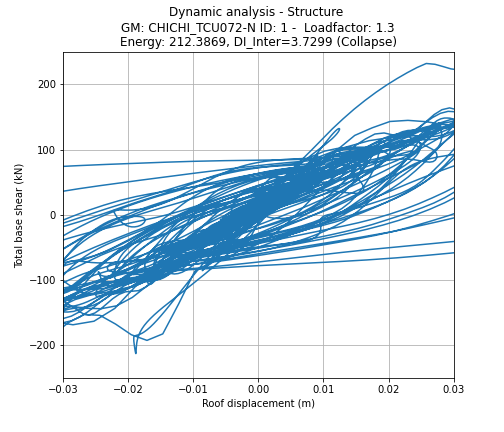 Dynamic analysis - Structure
GM: CHICHI_TCU072-N ID: 1 - Loadfactor: 1.3
Energy: 212.3869, DI_Inter=3.7299 (Collapse)
200
100
0
−100
−200
Total base shear (kN)
−0.03 −0.02 −0.01 0.00 0.01 0.02 0.03
Roof displacement (m)